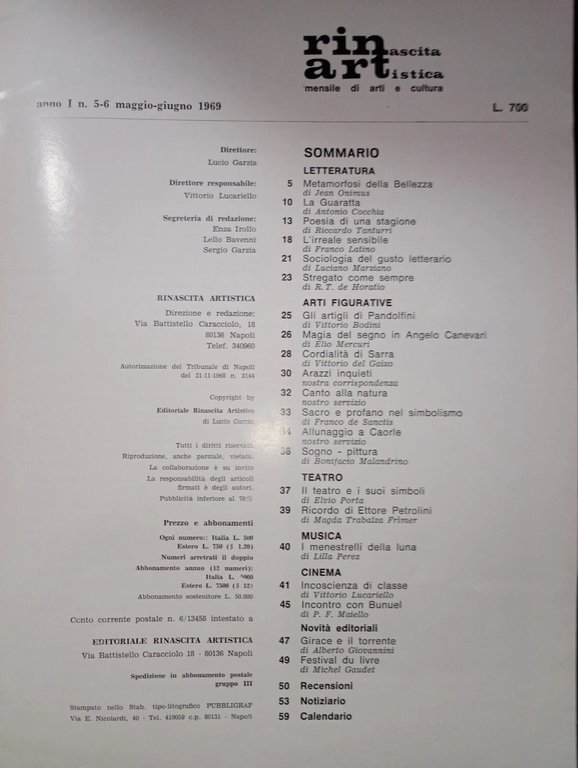 rinascita
artistica
mensile di arti e cultura
anno I n. 5-6 maggio-giugno 1969
L. 700
Direttore:
Lucio Garzia
Direttore responsabile:
Vittorio Lucariello
Segreteria di redazione:
Enza Irollo
Lello Bavenni
Sergio Garzia
RINASCITA ARTISTICA
Direzione e redazione:
Via Battistello Caracciolo, 18
80136 Napoli
Telef. 340960
Autorizzazione del Tribunale di Napoli
del 21-11-1968 n. 3144
Copyright by
Editoriale Rinascita Artistica
di Lucio Garzia
Tutti i diritti riservati.
Riproduzione, anche parziale, vietata.
La collaborazione è su invito
La responsabilità degli articoli
firmati è degli autori.
Pubblicità inferiore al 70%
Prezzo e abbonamenti
Ogni numero:: Italia L. 500
Estero L. 750 ($ 1.20)
Numeri arretrati il doppio
Abbonamento annuo (12 numeri):
Italia L. 000
Estero L. 7500 ($ 12)
Abbonamento sostenitore L. 50.000
Conto corrente postale n. 6/13458 intestato a
EDITORIALE RINASCITA ARTISTICA
Via Battistello Caracciolo 18 - 80136 Napoli
Spedizione in abbonamento postale
gruppo III
Stampato nello Stab. tipo-litografico PUBBLIGRAF
Via E. Nicolardi, 40 - Tel. 410059 c.p. 80131 - Napoli
SOMMARIO
LETTERATURA
5 Metamorfosi della Bellezza
di Jean Onimus
10 La Guaratta
di Antonio Cocchia
13 Poesia di una stagione
di Riccardo Tanturri
18 L'irreale sensibile
di Franco Latino
21 Sociologia del gusto letterario
di Luciano Marziano
23 Stregato come sempre
di R.T. de Horatio
ARTI FIGURATIVE
25 Gli artigli di Pandolfini
di Vittorio Bodini
26 Magia del segno in Angelo Canevari
di Elio Mercuri
28 Cordialità di Sarra
di Vittorio del Gaizo
30 Arazzi inquieti
nostra corrispondenza
32 Canto alla natura
nostro servizio
33 Sacro e profano nel simbolismo
di Franco de Sanctis
34 Allunaggio a Caorle
nostro servizio
36 Sogno - pittura
di Bonifacio Malandrino
TEATRO
37 Il teatro e i suoi simboli
di Elvio Porta
39 Ricordo di Ettore Petrolini
di Magda Trabalza Frimer
MUSICA
40 I menestrelli della luna
di Lilla Perez
CINEMA
41 Incoscienza di classe
di Vittorio Lucariello
45 Incontro con Bunuel
di P. F. Maiello
Novità editoriali
47 Girace e il torrente
di Alberto Giovannini
49 Festival du livre
di Michel Gaudet
50 Recensioni
53 Notiziario
59 Calendario